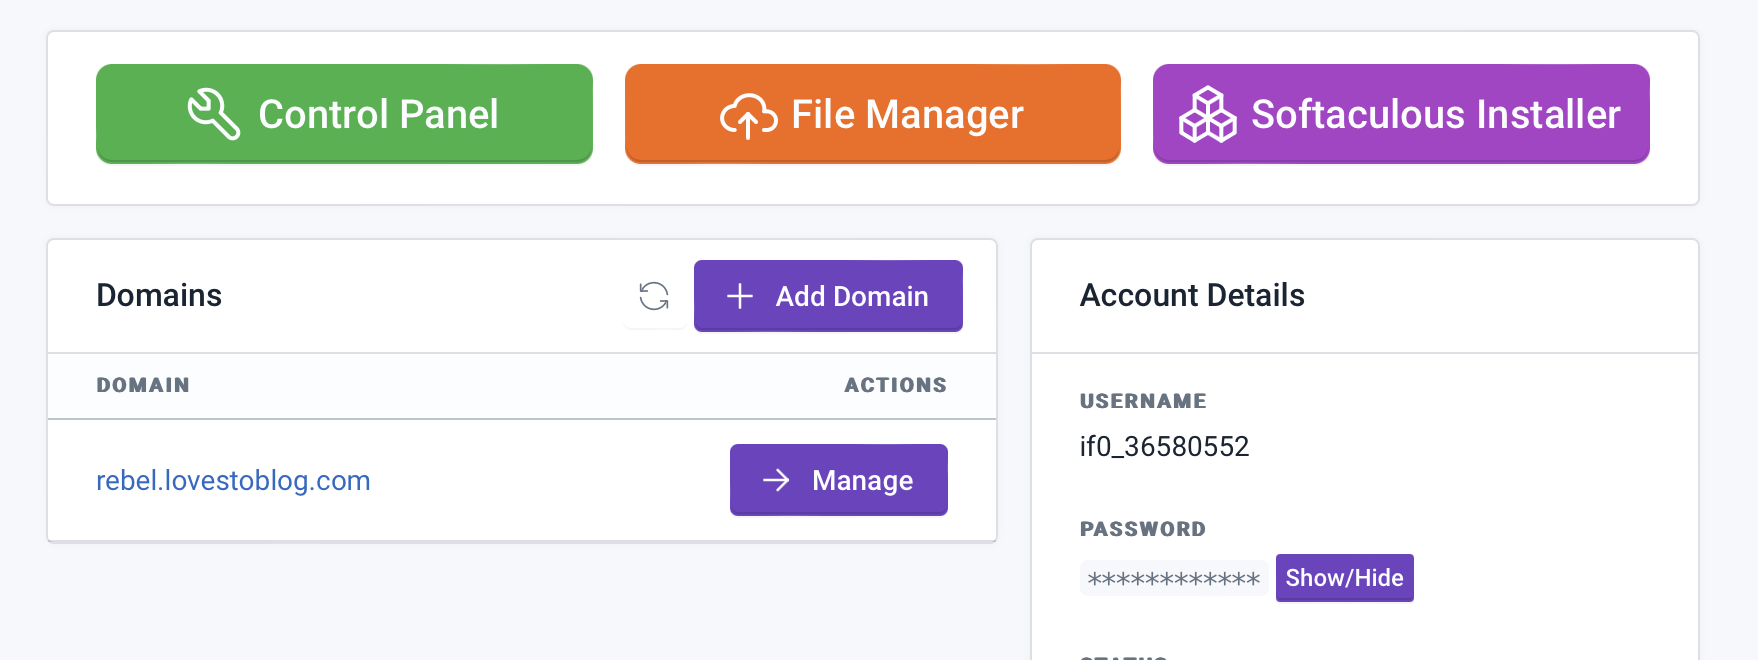 Control Panel
File Manager
Softaculous Installer
Domains
Add Domain
DOMAIN
ACTIONS
rebel.lovestoblog.com
Manage
Account Details
USERNAME
if0_36580552
PASSWORD
************
Show/Hide
STATUS